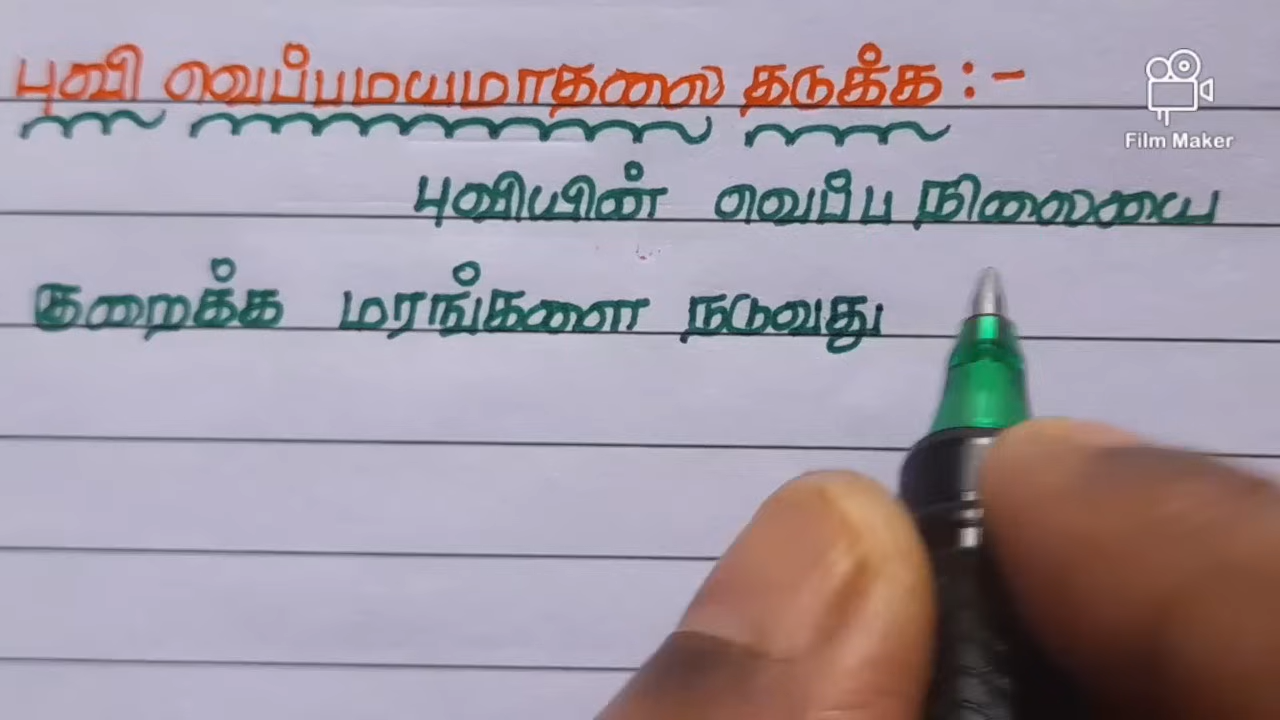 புவி வெப்பமயமாதலை தடுக்க :-
Film Maker
புவியின் வெப்ப நிலையை
குறைக்க மரங்களை நடுவது